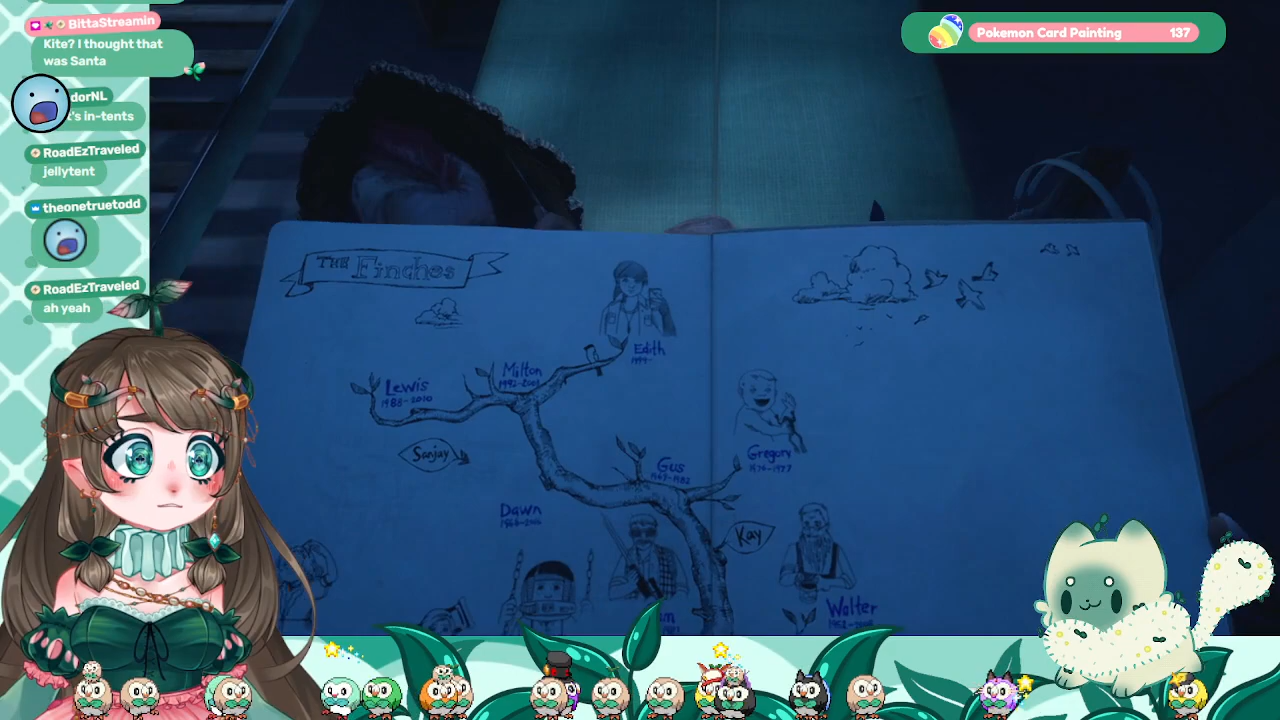 BittaStreamin
Kite? I thought that
was Santa
dorNL
's in-tents
RoadEzTraveled
jellytent
theonetruetodd
RoadEzTraveled
ah yeah
Pokemon Card Painting 137
THE Finches
Edith
Milton
Lewis
1988-2010
Sanjay
Gus
Gregory
Dawn
Kay
Walter